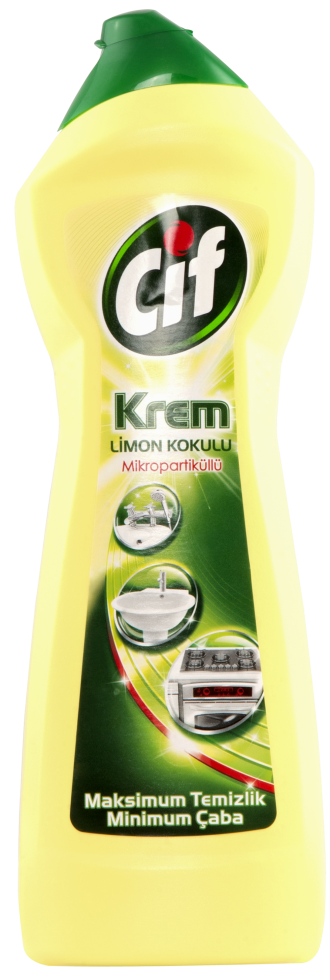 Cif
Krem
LİMON KOKULU
Mikropartiküllü
Maksimum Temizlik
Minimum Çaba